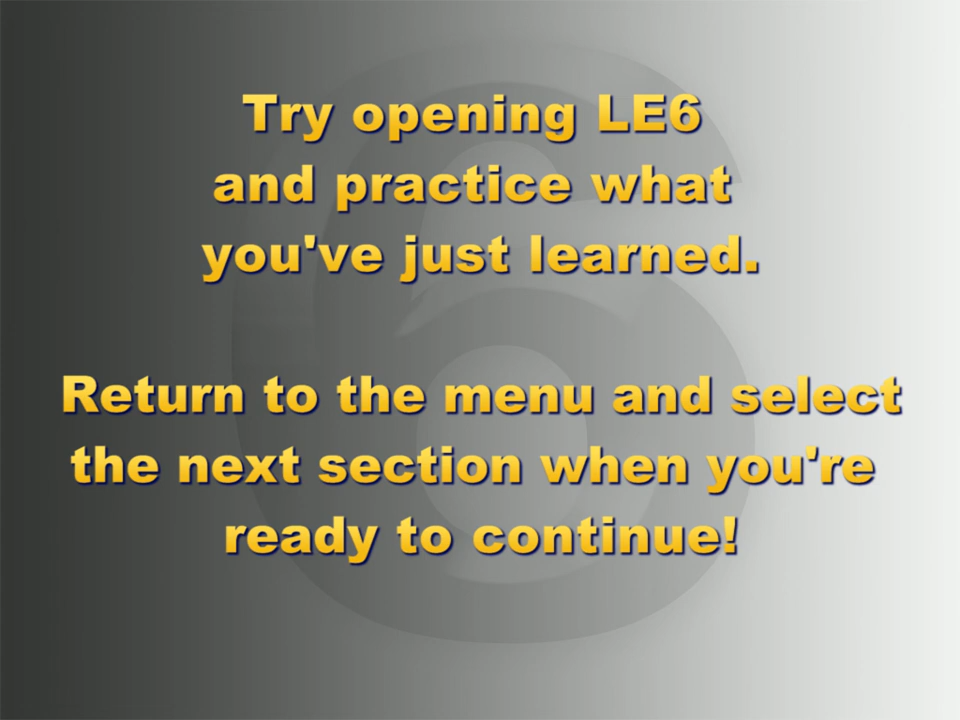 Try opening LE6
and practice what
you've just learned.
Return to the menu and select
the next section when you're
ready to continue!